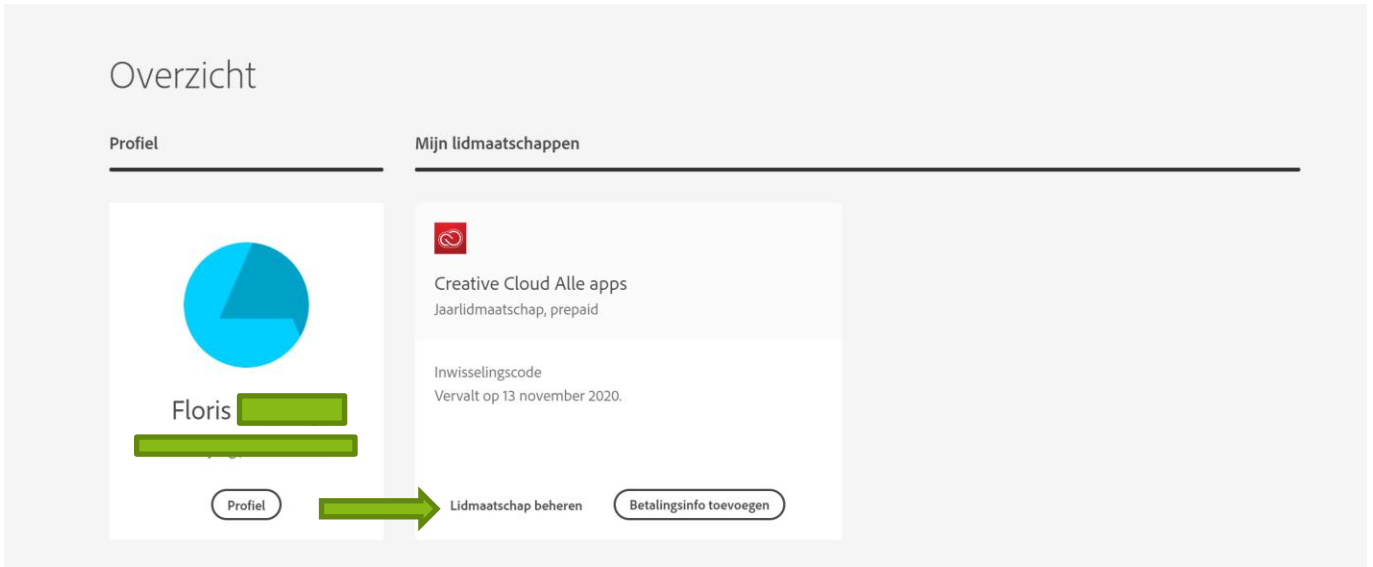 Overzicht
Profiel
Mijn lidmaatschappen
Creative Cloud Alle apps
Jaarlidmaatschap, prepaid
Inwisselingscode
Vervalt op 13 november 2020.
Floris
Profiel
Lidmaatschap beheren
Betalingsinfo toevoegen